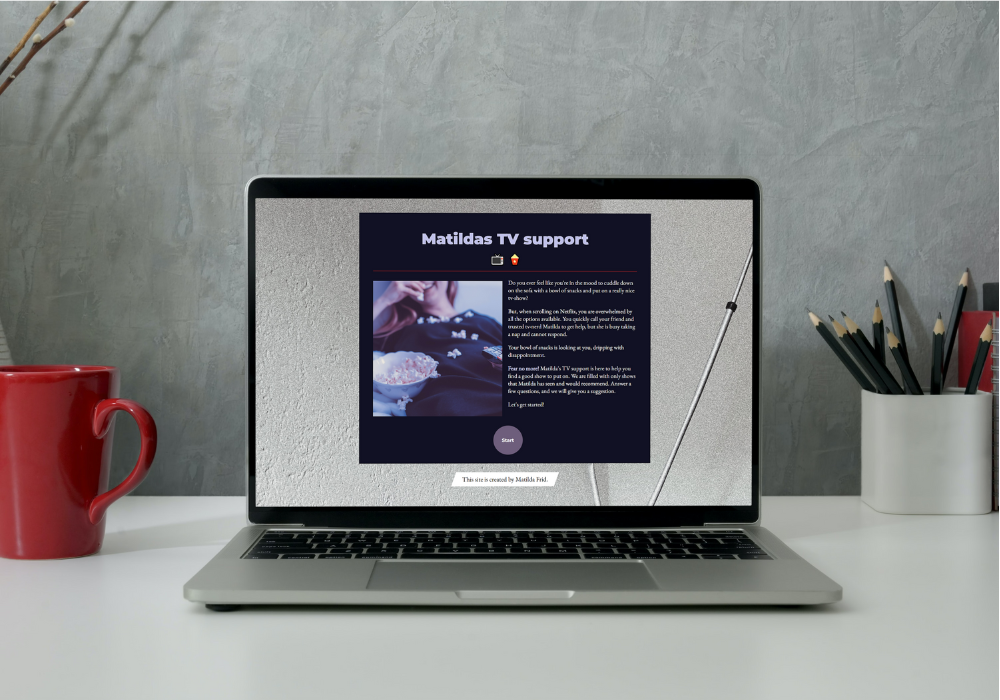 Matildas TV support
Do you ever feel like you're in the mood to cuddle down
on the sofa with a bowl of snacks and put on a really nice
tv-show?
But, when scrolling on Netflix, you are overwhelmed by
all the options available. You quickly call your friend and
trusted tv-nerd Matilda to get help, but she is busy taking
a nap and cannot respond.
Your bowl of snacks is looking at you, dripping with
disappointment.
Fear no more! Matilda's TV support is here to help you
find a good show to put on. We are filled with only shows
that Matilda has seen and would recommend. Answer a
few questions, and we will give you a suggestion.
Let's get started!
Start
This site is created by Matilda Frid.